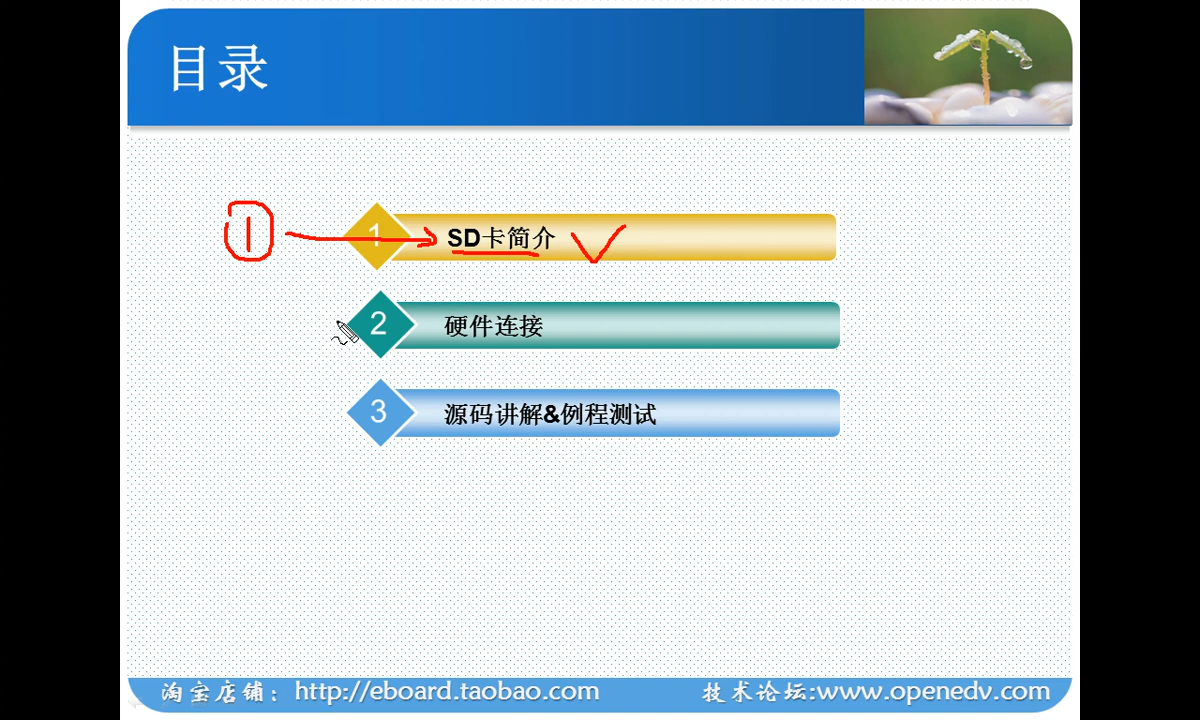 目录
1 1 SD卡简介
2 硬件连接
3 源码讲解&例程测试
淘宝店铺：http://eboard.taobao.com 技术论坛:www.openedv.com